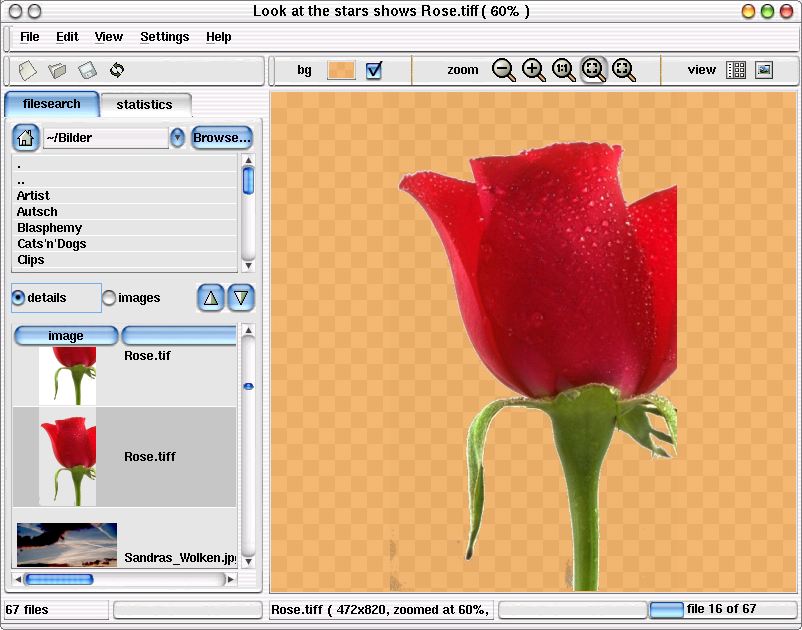 Look at the stars shows Rose.tiff ( 60% )
File Edit View Settings Help
bg zoom 1:1 view
filesearch statistics
~/Bilder Browse...
.
..
Artist
Autsch
Blasphemy
Cats'n'Dogs
Clips
details images
image
Rose.tif
Rose.tiff
Sandras_Wolken.jp
67 files Rose.tiff ( 472x820, zoomed at 60%, file 16 of 67